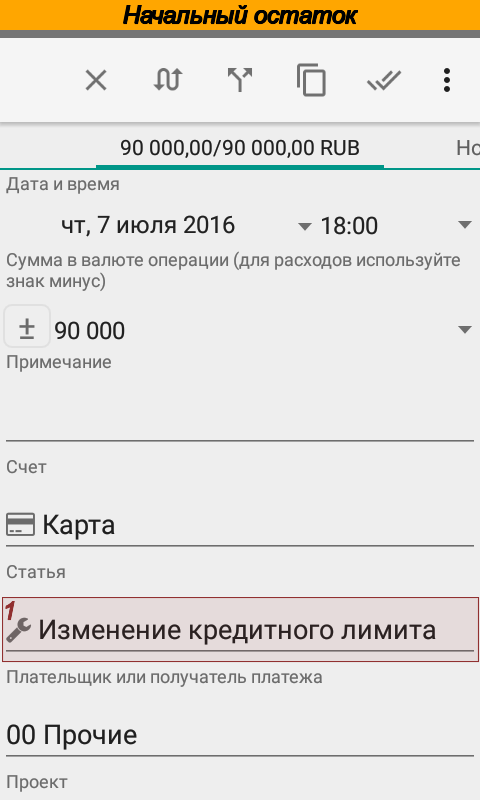 Начальный остаток
90 000,00/90 000,00 RUB
Но
Дата и время
чт, 7 июля 2016
18:00
Сумма в валюте операции (для расходов используйте
знак минус)
± 90 000
Примечание
Счет
Карта
Статья
1
Изменение кредитного лимита
Плательщик или получатель платежа
00 Прочие
Проект